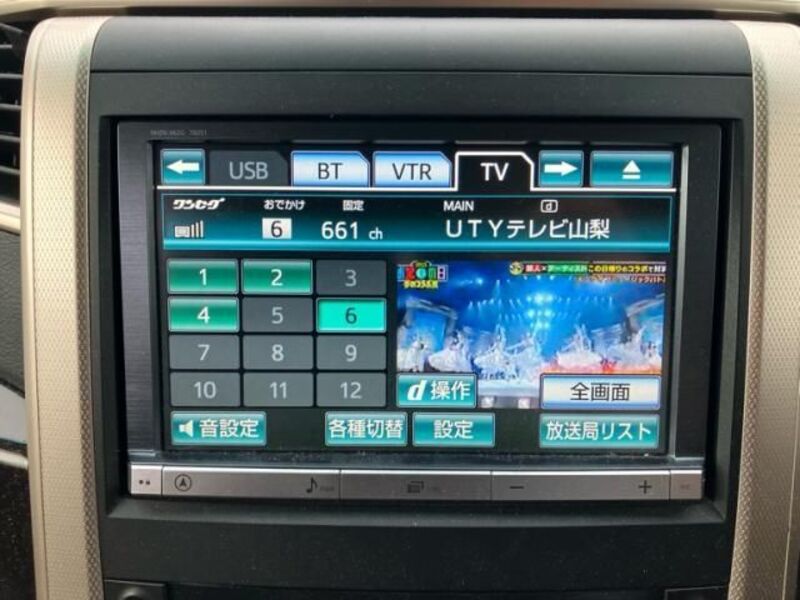 USB BT VTR TV
ワンセグ おでかけ 固定 MAIN d
6 661 ch UTYテレビ山梨
1 2 3
4 5 6
7 8 9
10 11 12
d操作 全画面
音設定 各種切替 設定 放送局リスト